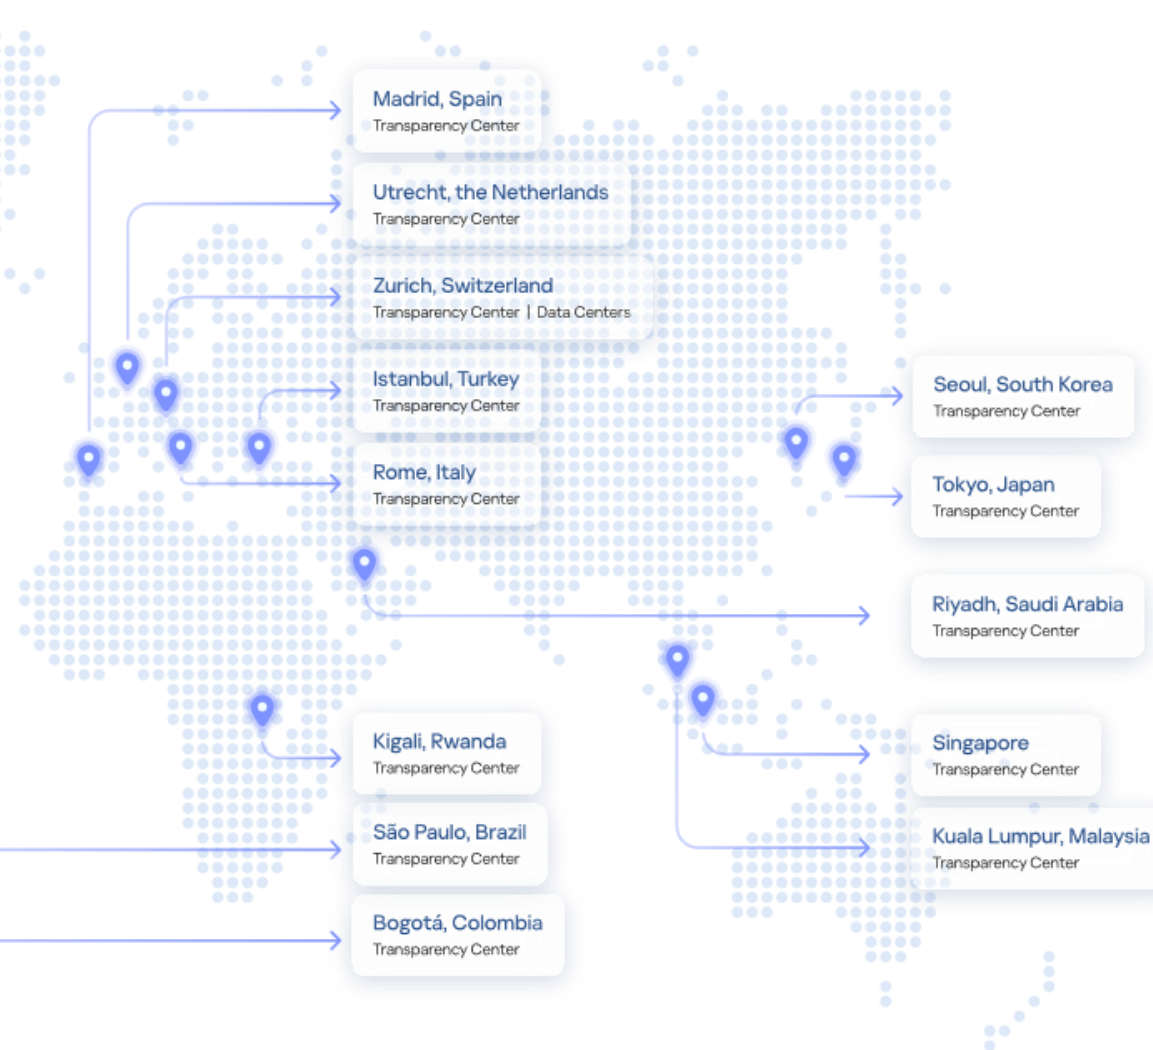 Madrid, Spain
Transparency Center
Utrecht, the Netherlands
Transparency Center
Zurich, Switzerland
Transparency Center | Data Centers
Istanbul, Turkey
Transparency Center
Rome, Italy
Transparency Center
Kigali, Rwanda
Transparency Center
São Paulo, Brazil
Transparency Center
Bogotá, Colombia
Transparency Center
Seoul, South Korea
Transparency Center
Tokyo, Japan
Transparency Center
Riyadh, Saudi Arabia
Transparency Center
Singapore
Transparency Center
Kuala Lumpur, Malaysia
Transparency Center